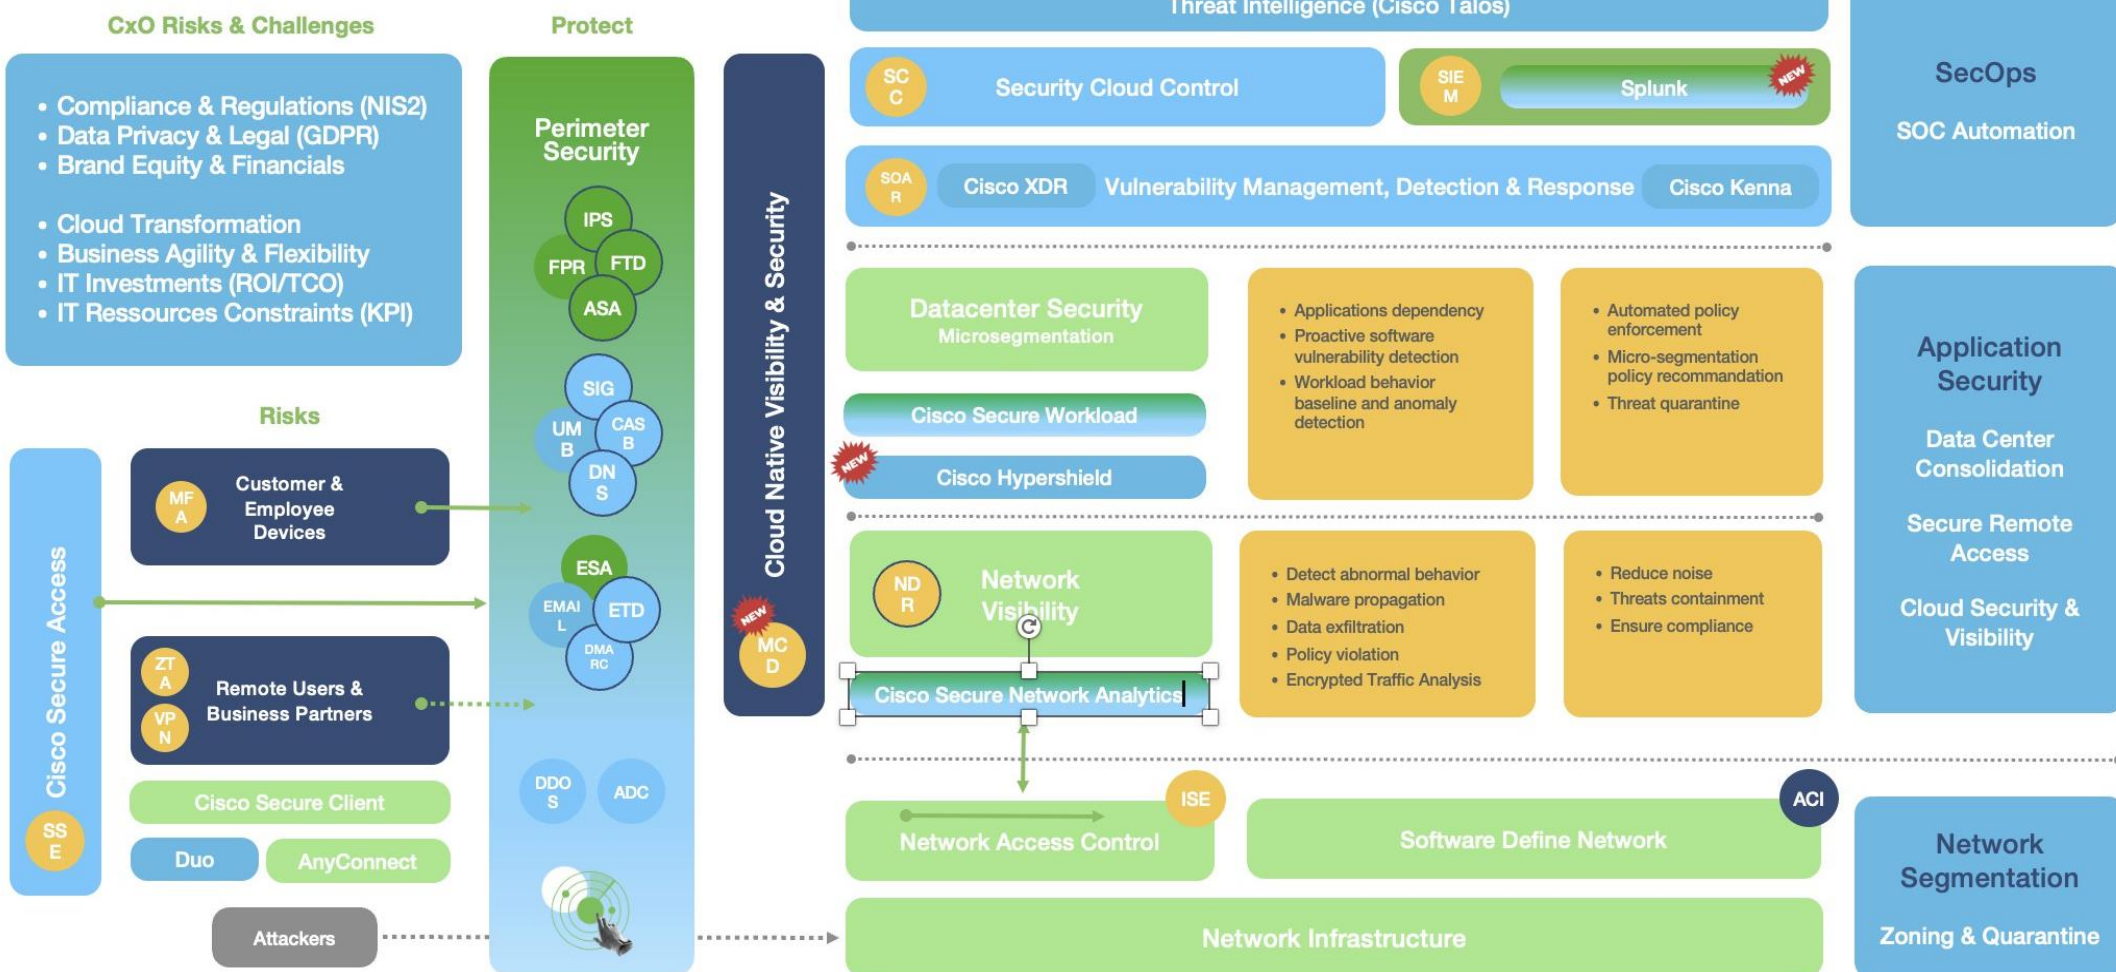 CxO Risks & Challenges
• Compliance & Regulations (NIS2)
• Data Privacy & Legal (GDPR)
• Brand Equity & Financials
• Cloud Transformation
• Business Agility & Flexibility
• IT Investments (ROI/TCO)
• IT Ressources Constraints (KPI)
Risks
Cisco Secure Access
SS
E
MF
A
Customer &
Employee
Devices
ZT
A
VP
N
Remote Users &
Business Partners
Cisco Secure Client
Duo
AnyConnect
Attackers
Protect
Perimeter
Security
IPS
FPR
FTD
ASA
SIG
UM
B
CAS
B
DN
S
ESA
EMAI
L
ETD
DMA
RC
DDO
S
ADC
Cloud Native Visibility & Security
NEW
MC
D
Threat Intelligence (Cisco Talos)
SC
C
Security Cloud Control
SIE
M
Splunk
NEW
SOA
R
Cisco XDR
Vulnerability Management, Detection & Response
Cisco Kenna
Datacenter Security
Microsegmentation
Cisco Secure Workload
NEW
Cisco Hypershield
• Applications dependency
• Proactive software
vulnerability detection
• Workload behavior
baseline and anomaly
detection
• Automated policy
enforcement
• Micro-segmentation
policy recommandation
• Threat quarantine
ND
R
Network
Visibility
Cisco Secure Network Analytics
• Detect abnormal behavior
• Malware propagation
• Data exfiltration
• Policy violation
• Encrypted Traffic Analysis
• Reduce noise
• Threats containment
• Ensure compliance
Network Access Control
ISE
Software Define Network
ACI
Network Infrastructure
SecOps
SOC Automation
Application
Security
Data Center
Consolidation
Secure Remote
Access
Cloud Security &
Visibility
Network
Segmentation
Zoning & Quarantine